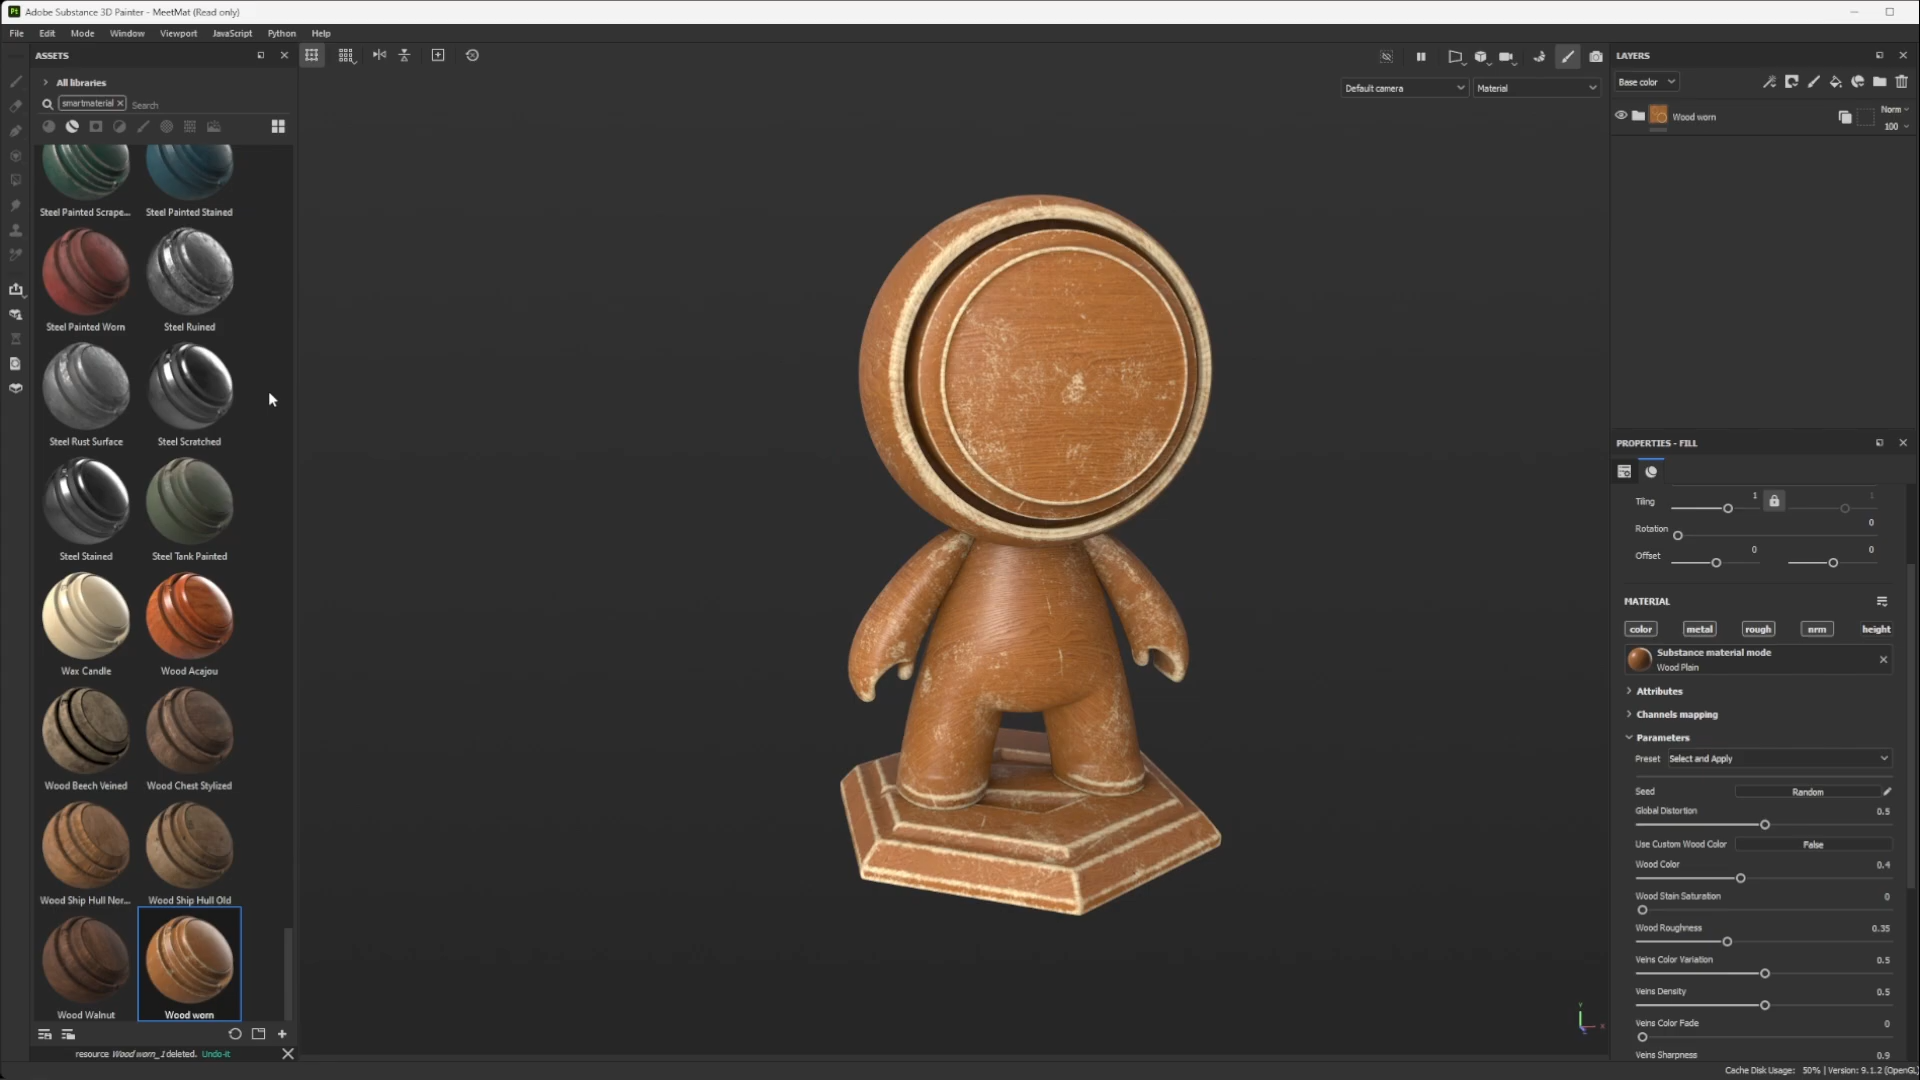 Adobe Substance 3D Painter - MeetMat (Read only)
File Edit Mode Window Viewport JavaScript Python Help
ASSETS
All libraries
smartmaterial × Search
Steel Painted Scrape... Steel Painted Stained
Steel Painted Worn Steel Ruined
Steel Rust Surface Steel Scratched
Steel Stained Steel Tank Painted
Wax Candle Wood Acajou
Wood Beech Veined Wood Chest Stylized
Wood Ship Hull Nor... Wood Ship Hull Old
Wood Walnut Wood worn
resource Wood worn_1 deleted. Undo-it
Default camera Material
LAYERS
Base color
Wood worn Norm
100
PROPERTIES - FILL
Tiling 1 1
Rotation 0
Offset 0 0
MATERIAL
color metal rough nrm height
Substance material mode
Wood Plain
Attributes
Channels mapping
Parameters
Preset Select and Apply
Seed Random
Global Distortion 0.5
Use Custom Wood Color False
Wood Color 0.4
Wood Stain Saturation 0
Wood Roughness 0.35
Veins Color Variation 0.5
Veins Density 0.5
Veins Color Fade 0
Veins Sharpness 0.9
Cache Disk Usage: 50% | Version: 9.1.2 (OpenGL